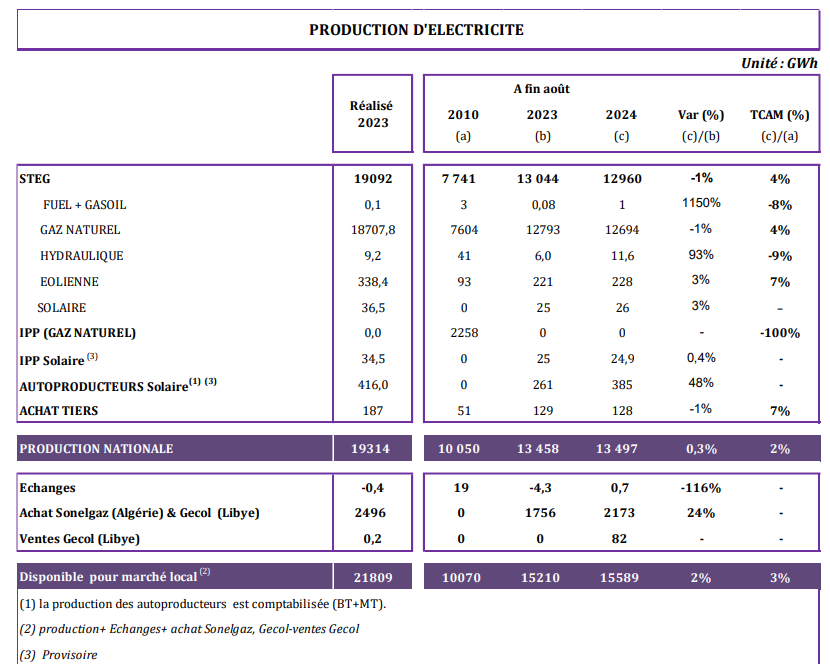 PRODUCTION D'ELECTRICITE
Unité : GWh
Réalisé 2023 A fin août
2010 2023 2024 Var (%) TCAM (%)
(a) (b) (c) (c)/(b) (c)/(a)
STEG 19092 7 741 13 044 12960 -1% 4%
FUEL + GASOIL 0,1 3 0,08 1 1150% -8%
GAZ NATUREL 18707,8 7604 12793 12694 -1% 4%
HYDRAULIQUE 9,2 41 6,0 11,6 93% -9%
EOLIENNE 338,4 93 221 228 3% 7%
SOLAIRE 36,5 0 25 26 3% –
IPP (GAZ NATUREL) 0,0 2258 0 0 - -100%
IPP Solaire (3) 34,5 0 25 24,9 0,4% -
AUTOPRODUCTEURS Solaire(1) (3) 416,0 0 261 385 48% -
ACHAT TIERS 187 51 129 128 -1% 7%
PRODUCTION NATIONALE 19314 10 050 13 458 13 497 0,3% 2%
Echanges -0,4 19 -4,3 0,7 -116% -
Achat Sonelgaz (Algérie) & Gecol (Libye) 2496 0 1756 2173 24% -
Ventes Gecol (Libye) 0,2 0 0 82 - -
Disponible pour marché local (2) 21809 10070 15210 15589 2% 3%
(1) la production des autoproducteurs est comptabilisée (BT+MT).
(2) production+ Echanges+ achat Sonelgaz, Gecol-ventes Gecol
(3) Provisoire